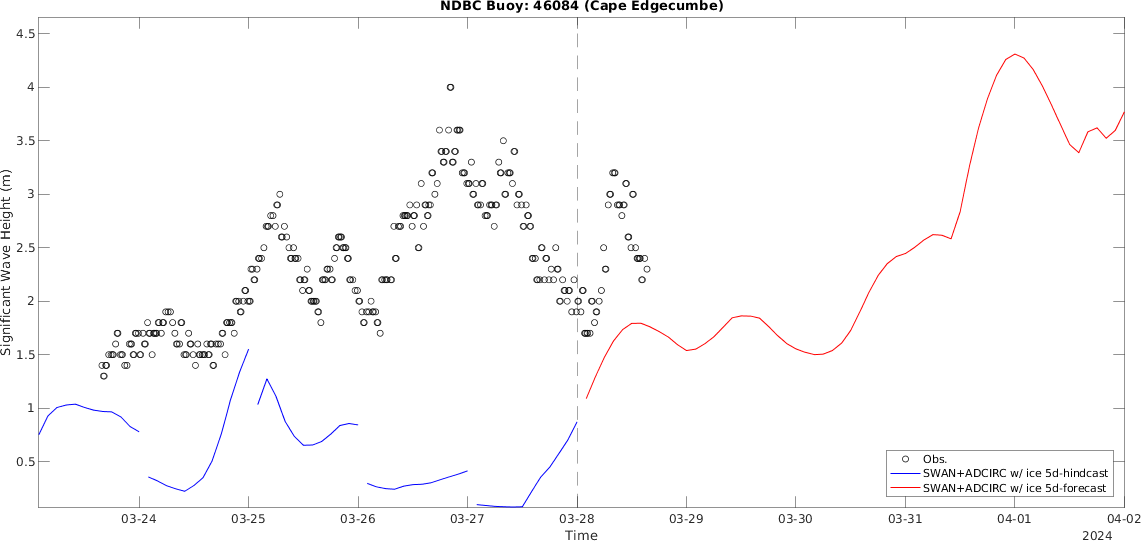 NDBC Buoy: 46084 (Cape Edgecumbe)
4.5
4
3.5
3
2.5
2
1.5
1
0.5
Significant Wave Height (m)
Obs.
SWAN+ADCIRC w/ ice 5d-hindcast
SWAN+ADCIRC w/ ice 5d-forecast
03-24 03-25 03-26 03-27 03-28 03-29 03-30 03-31 04-01 04-02
Time 2024